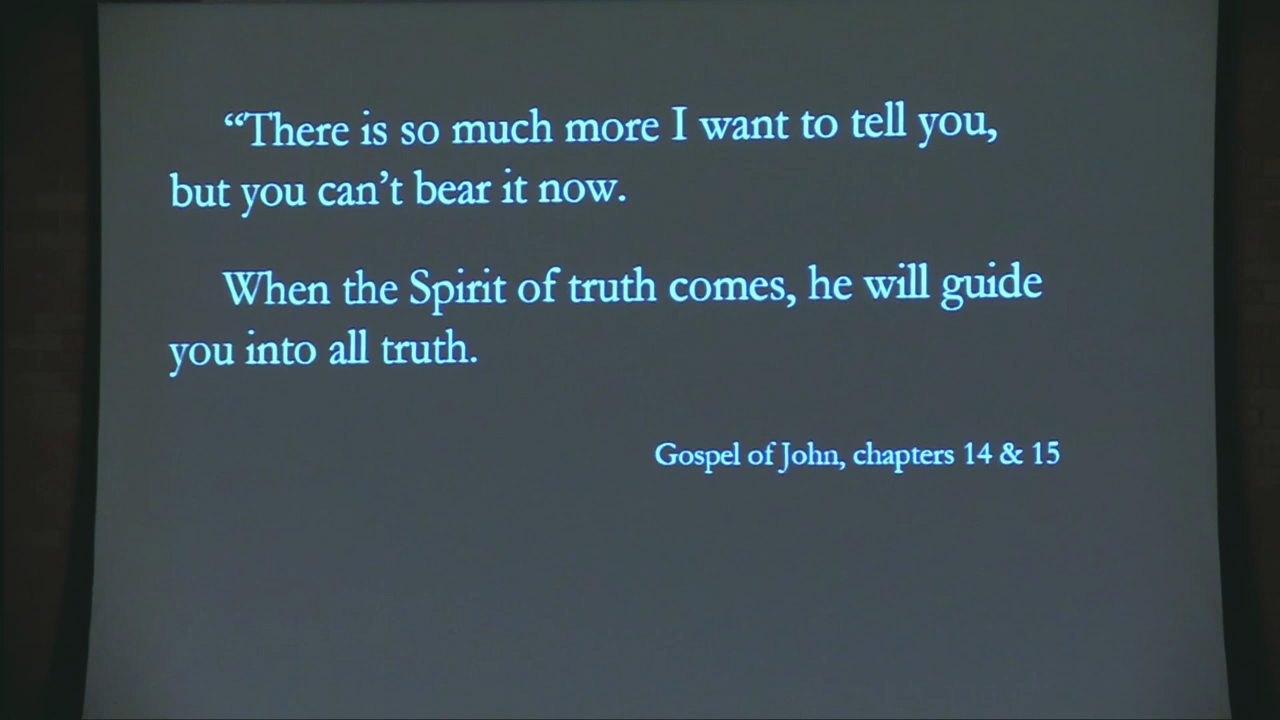 “There is so much more I want to tell you,
but you can’t bear it now.
When the Spirit of truth comes, he will guide
you into all truth.
Gospel of John, chapters 14 & 15